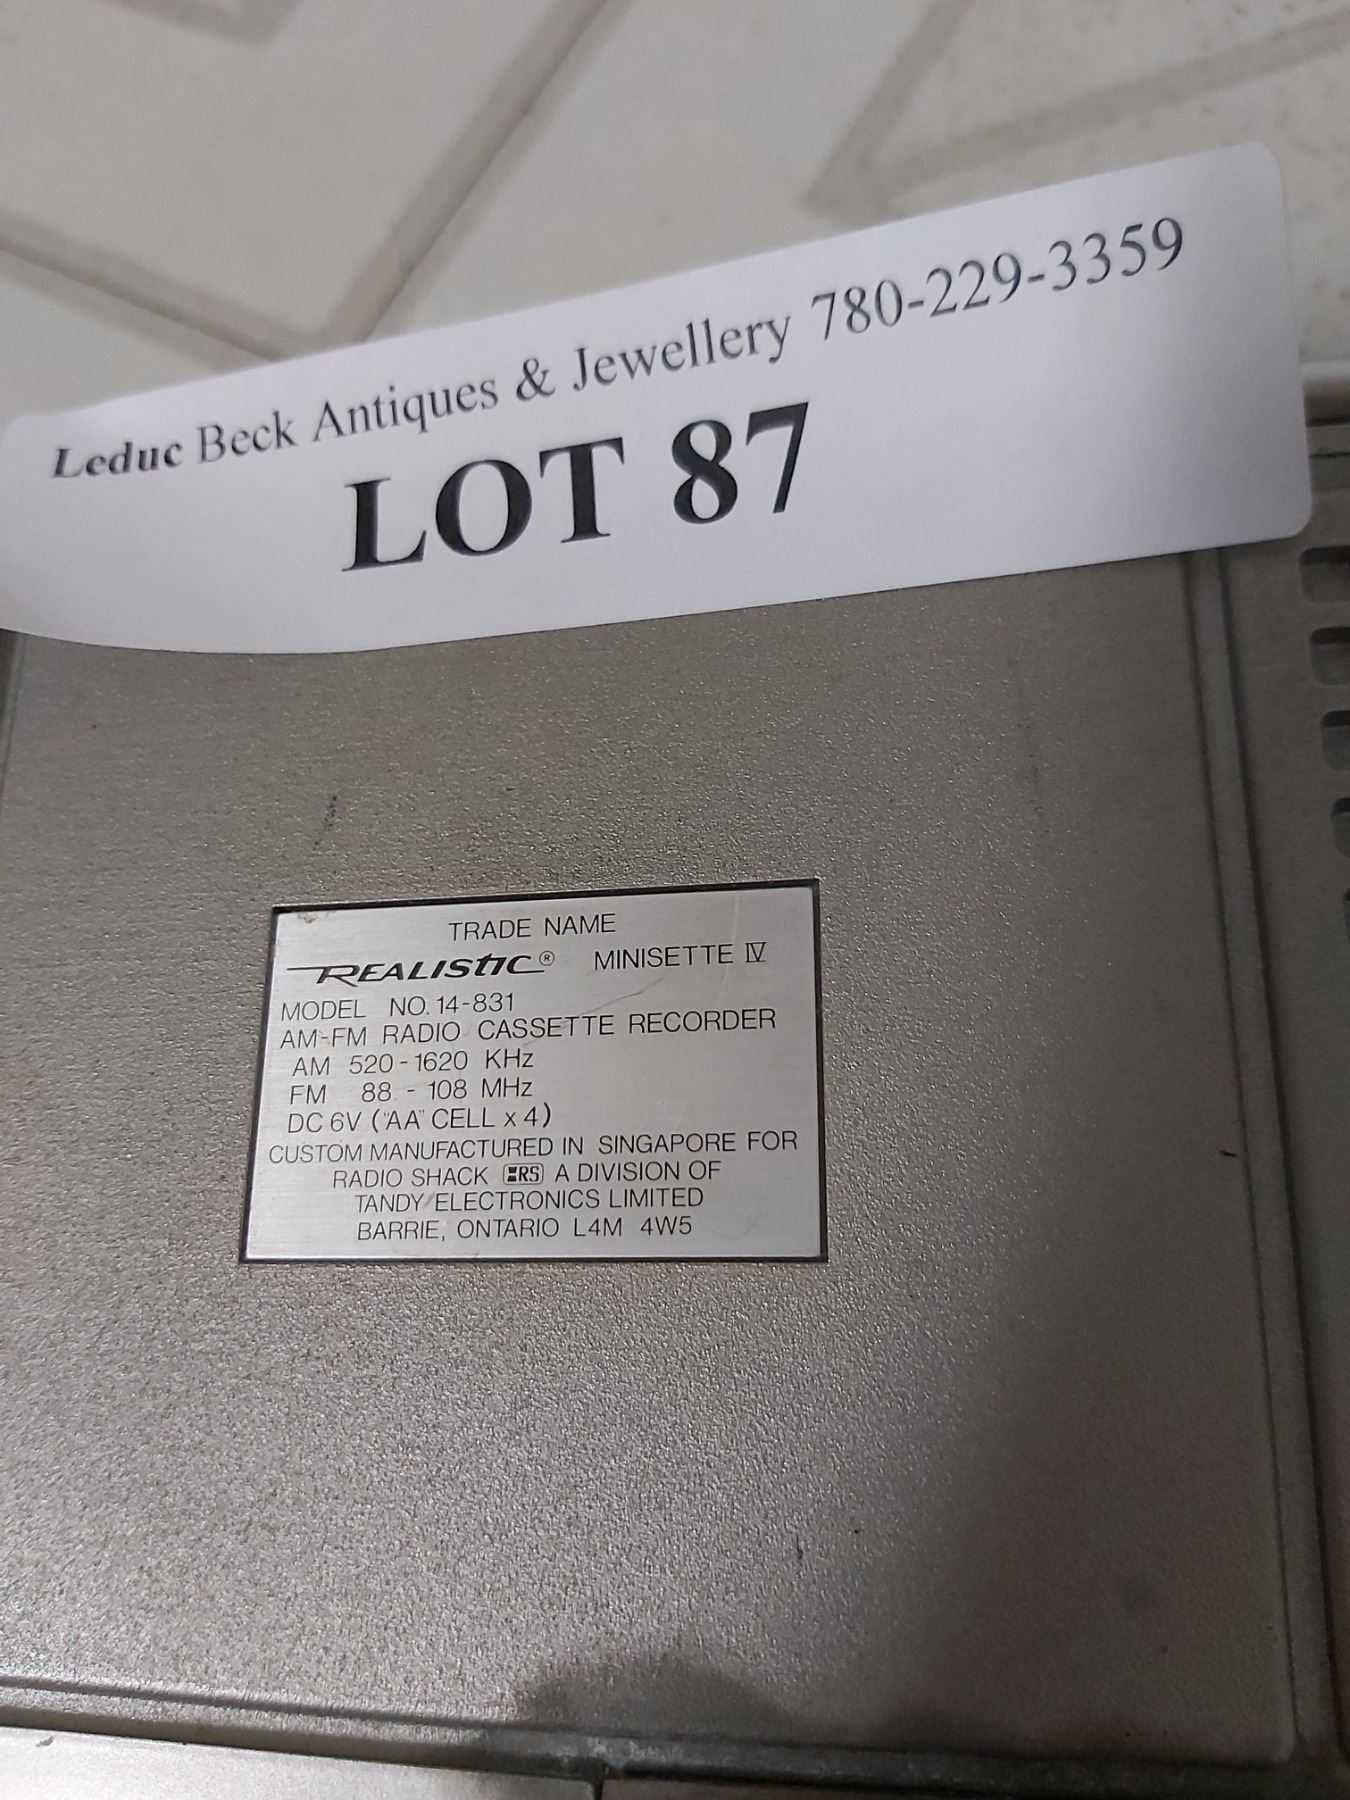 Leduc Beck Antiques & Jewellery 780-229-3359
LOT 87
TRADE NAME
REALISTIC® MINISETTE IV
MODEL NO. 14-831
AM-FM RADIO CASSETTE RECORDER
AM 520-1620 KHz
FM 88 - 108 MHz
DC 6V ("AA" CELL x 4)
CUSTOM MANUFACTURED IN SINGAPORE FOR
RADIO SHACK RS A DIVISION OF
TANDY ELECTRONICS LIMITED
BARRIE, ONTARIO L4M 4W5